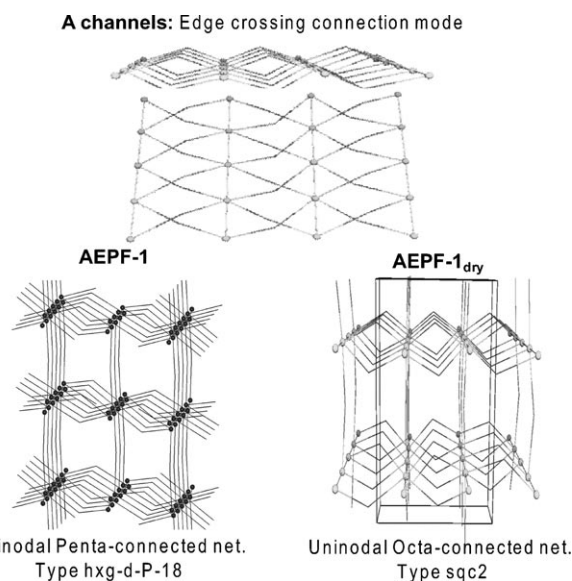 A channels: Edge crossing connection mode
AEPF-1
AEPF-1dry
inodal Penta-connected net.
Type hxg-d-P-18
Uninodal Octa-connected net.
Type sqc2